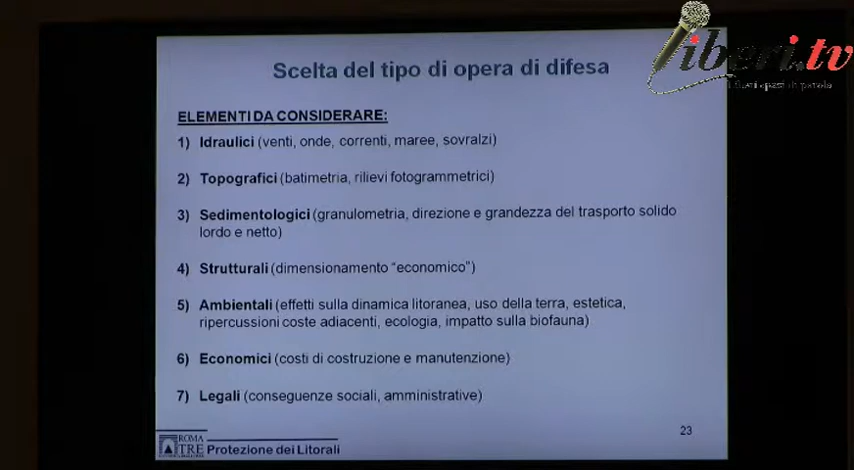 liberi.tv
Scelta del tipo di opera di difesa
ELEMENTI DA CONSIDERARE:
1) Idraulici (venti, onde, correnti, maree, sovralzi)
2) Topografici (batimetria, rilievi fotogrammetrici)
3) Sedimentologici (granulometria, direzione e grandezza del trasporto solido
lordo e netto)
4) Strutturali (dimensionamento "economico")
5) Ambientali (effetti sulla dinamica litoranea, uso della terra, estetica,
ripercussioni coste adiacenti, ecologia, impatto sulla biofauna)
6) Economici (costi di costruzione e manutenzione)
7) Legali (conseguenze sociali, amministrative)
23
ROMA
TRE
Protezione dei Litorali